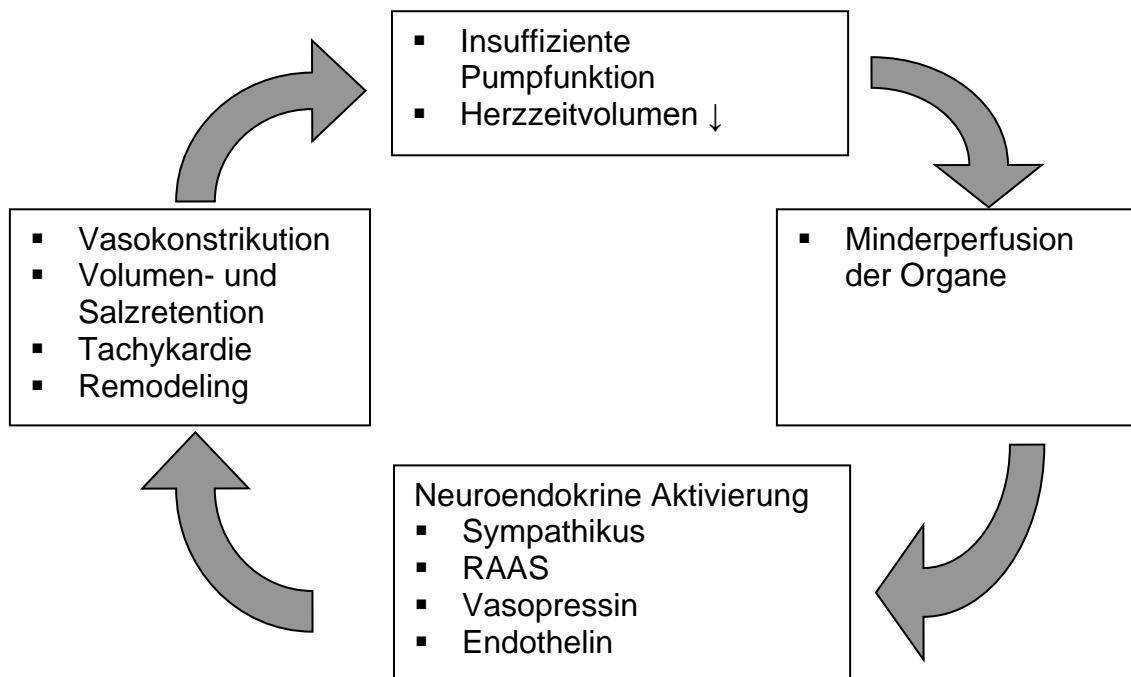 ▪ Insuffiziente
Pumpfunktion
▪ Herzzeitvolumen ↓
▪ Minderperfusion
der Organe
Neuroendokrine Aktivierung
▪ Sympathikus
▪ RAAS
▪ Vasopressin
▪ Endothelin
▪ Vasokonstrikution
▪ Volumen- und
Salzretention
▪ Tachykardie
▪ Remodeling